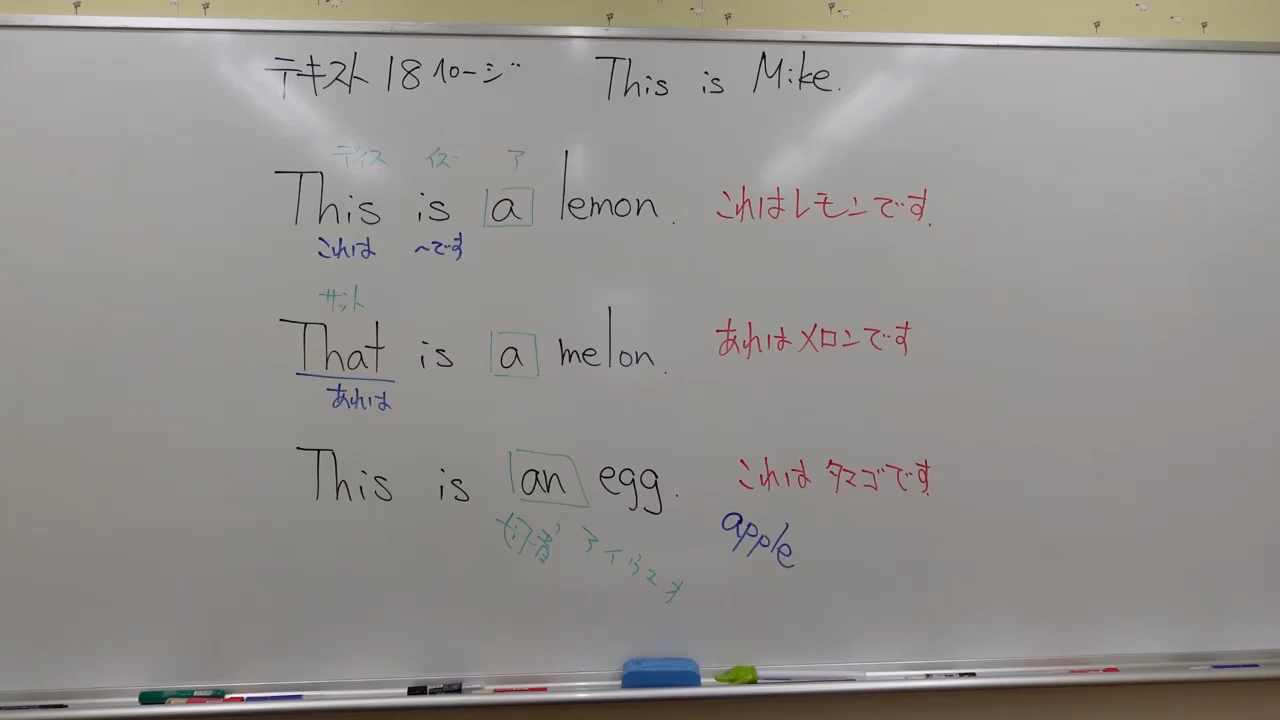 テキスト 18ページ This is Mike.
ディス イズ ア
This is a lemon. これはレモンです.
これは ~です
ザット
That is a melon. あれはメロンです
あれは
This is an egg. これはタマゴです.
母音 アイウエオ apple